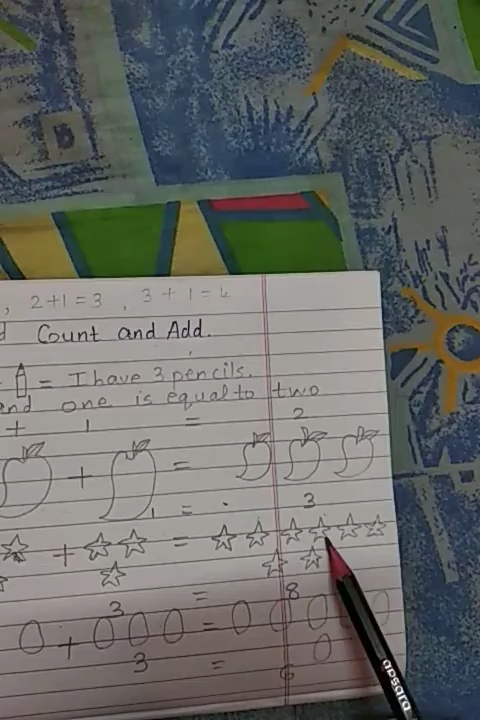 , 2+1=3 , 3+1=4
Count and Add.
= I have 3 pencils.
and one is equal to two
+ 1 = 2
+ =
1 = 3
+ =
3 = 8
+ =
3 = 6
apsara